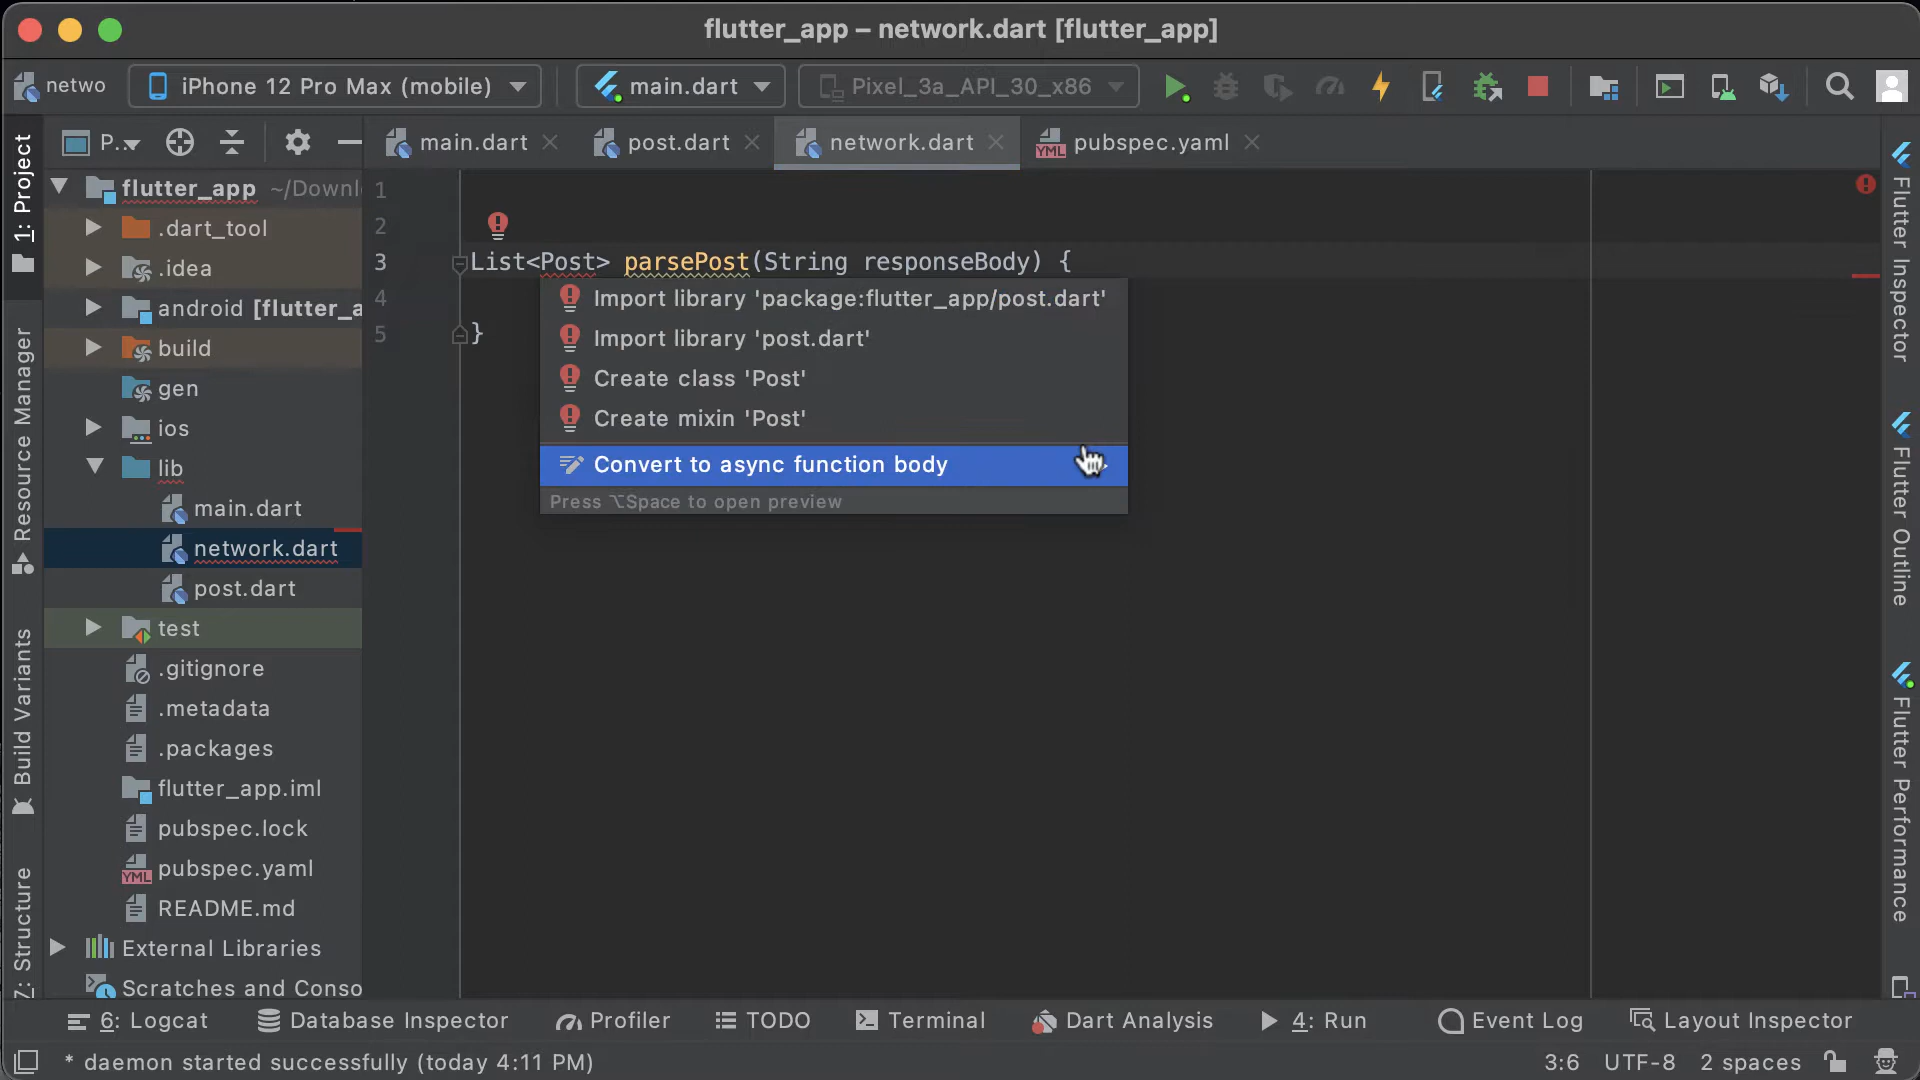 flutter_app – network.dart [flutter_app]
netwo
iPhone 12 Pro Max (mobile)
main.dart
Pixel_3a_API_30_x86
P..
main.dart
post.dart
network.dart
YML
pubspec.yaml
1: Project
Resource Manager
Build Variants
Z: Structure
flutter_app ~/Downl
.dart_tool
.idea
android [flutter_a
build
gen
ios
lib
main.dart
network.dart
post.dart
test
.gitignore
.metadata
.packages
flutter_app.iml
pubspec.lock
YML pubspec.yaml
README.md
External Libraries
Scratches and Conso
1
2
3 List<Post> parsePost(String responseBody) {
4
5 }
Import library 'package:flutter_app/post.dart'
Import library 'post.dart'
Create class 'Post'
Create mixin 'Post'
Convert to async function body
Press ⌥Space to open preview
Flutter Inspector
Flutter Outline
Flutter Performance
6: Logcat
Database Inspector
Profiler
TODO
Terminal
Dart Analysis
4: Run
Event Log
Layout Inspector
* daemon started successfully (today 4:11 PM)
3:6
UTF-8
2 spaces